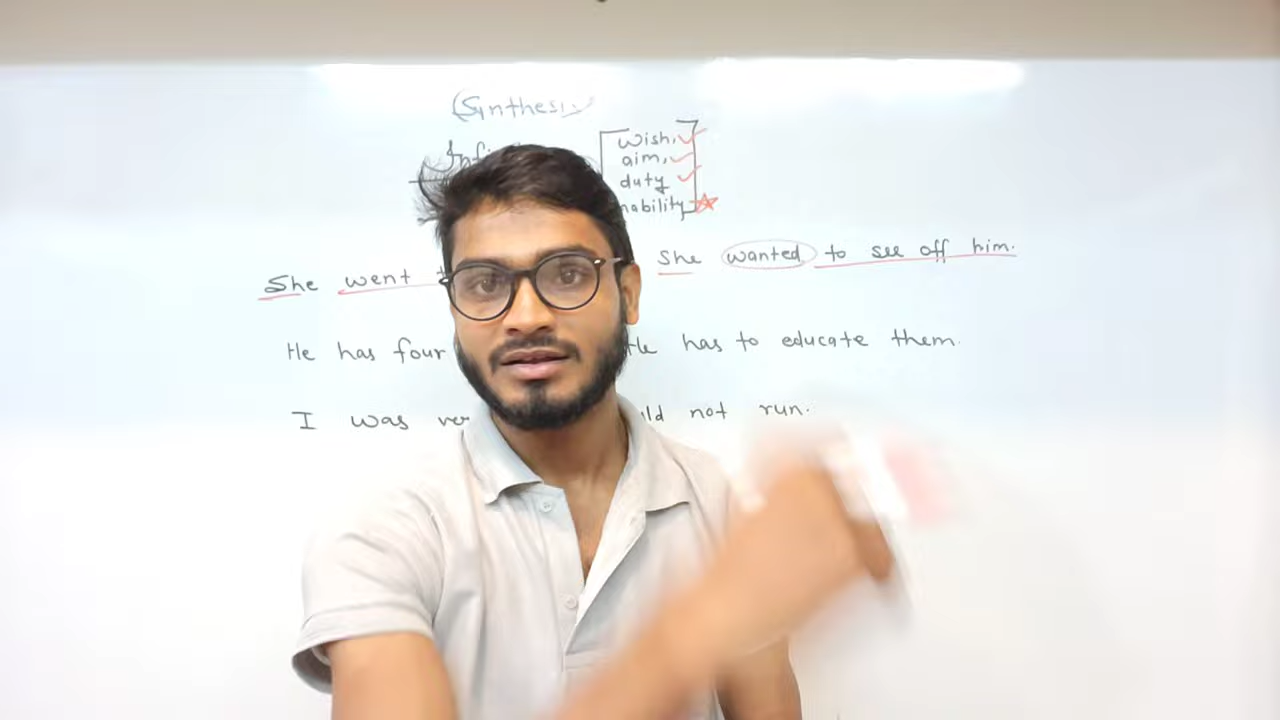 (Synthesis)
wish,
aim,
duty
She went She wanted to see off him.
He has four He has to educate them.
I was not run.